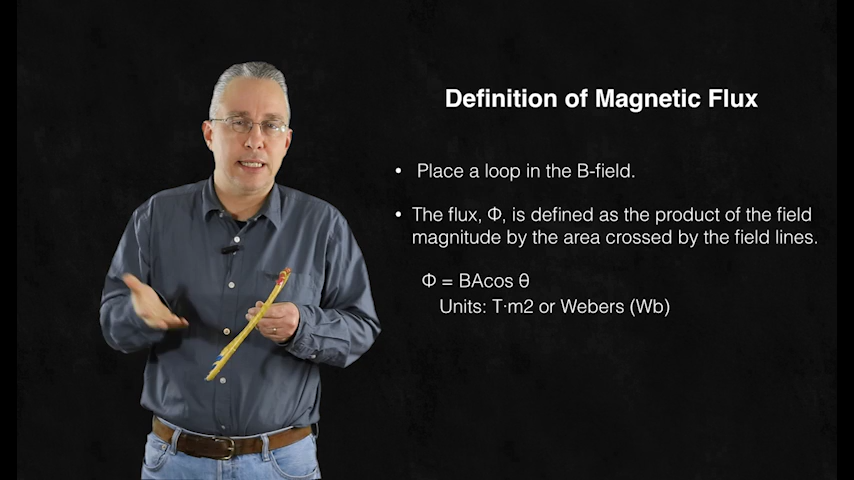 Definition of Magnetic Flux
• Place a loop in the B-field.
• The flux, Φ, is defined as the product of the field
magnitude by the area crossed by the field lines.
Φ = BAcos θ
Units: T·m2 or Webers (Wb)